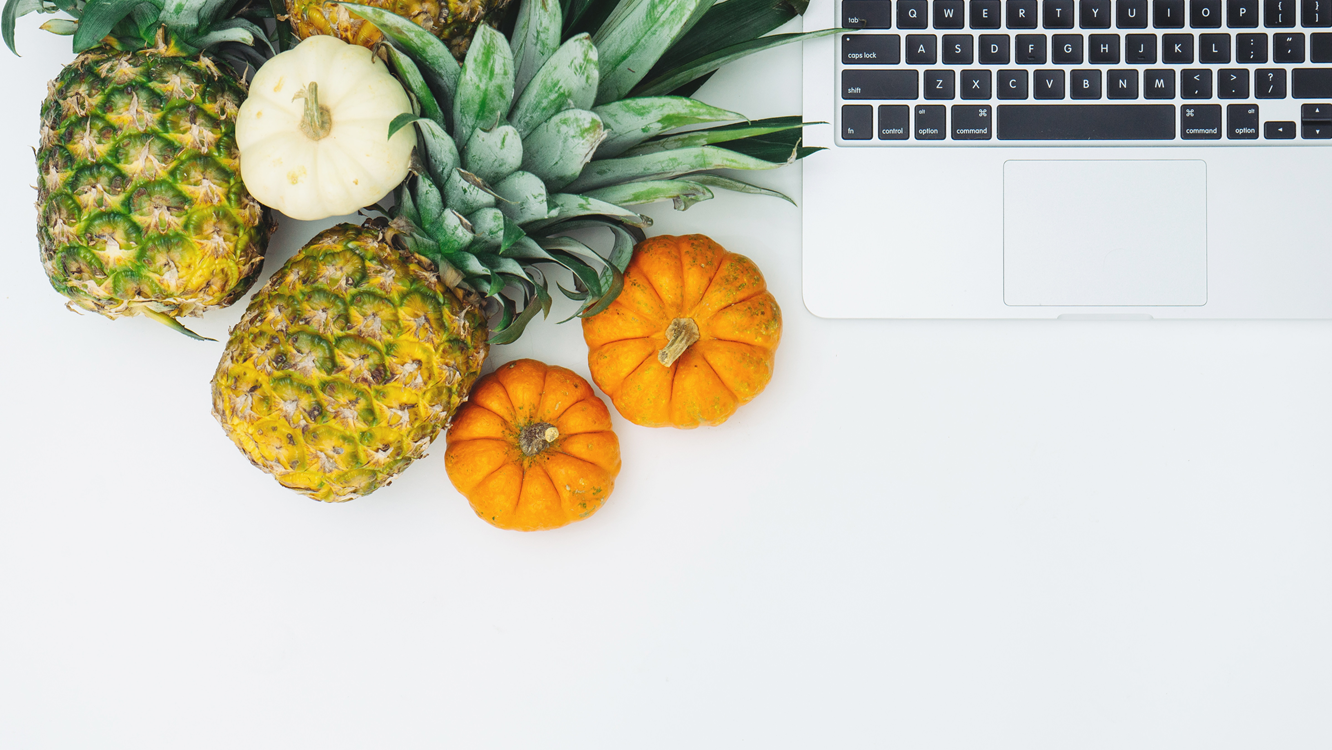 tab Q W E R T Y U I O P { [ } ]
caps lock A S D F G H J K L : ; " '
shift Z X C V B N M < , > . ? /
fn control alt option ⌘ command ⌘ command alt option